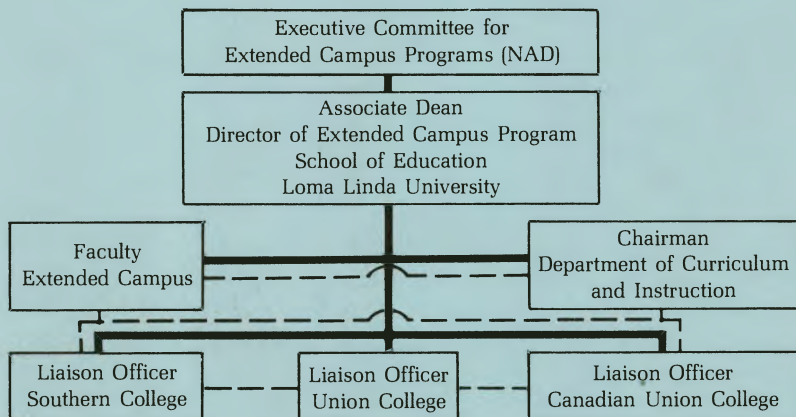 Executive Committee for
Extended Campus Programs (NAD)
Associate Dean
Director of Extended Campus Program
School of Education
Loma Linda University
Faculty
Extended Campus
Chairman
Department of Curriculum
and Instruction
Liaison Officer
Southern College
Liaison Officer
Union College
Liaison Officer
Canadian Union College